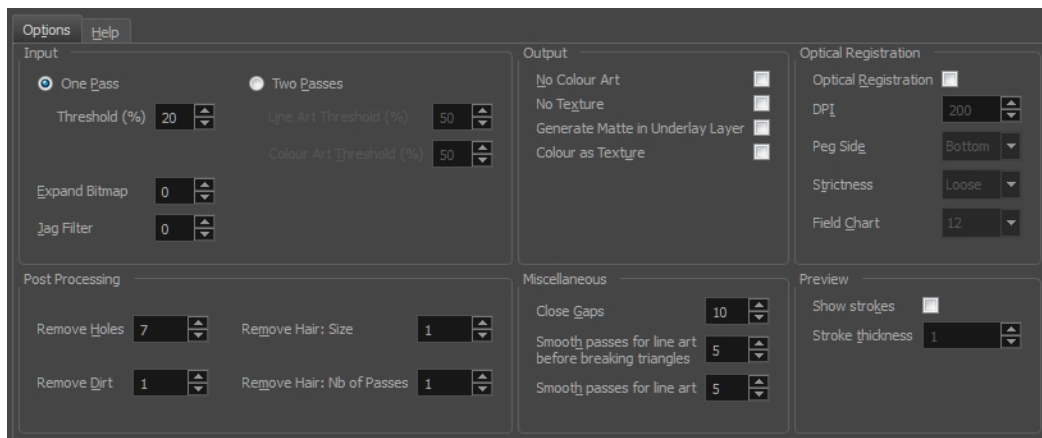 Options Help
Input
One Pass Two Passes
Threshold (%) 20 Line Art Threshold (%) 50
Colour Art Threshold (%) 50
Expand Bitmap 0
Jag Filter 0
Output
No Colour Art
No Texture
Generate Matte in Underlay Layer
Colour as Texture
Optical Registration
Optical Registration
DPI 200
Peg Side Bottom
Strictness Loose
Field Chart 12
Post Processing
Remove Holes 7 Remove Hair: Size 1
Remove Dirt 1 Remove Hair: Nb of Passes 1
Miscellaneous
Close Gaps 10
Smooth passes for line art
before breaking triangles 5
Smooth passes for line art 5
Preview
Show strokes
Stroke thickness 1